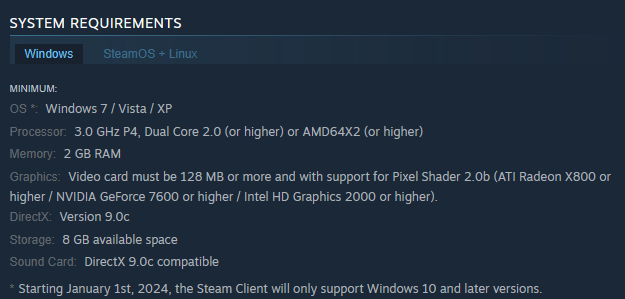 SYSTEM REQUIREMENTS
Windows SteamOS + Linux
MINIMUM:
OS *: Windows 7 / Vista / XP
Processor: 3.0 GHz P4, Dual Core 2.0 (or higher) or AMD64X2 (or higher)
Memory: 2 GB RAM
Graphics: Video card must be 128 MB or more and with support for Pixel Shader 2.0b (ATI Radeon X800 or
higher / NVIDIA GeForce 7600 or higher / Intel HD Graphics 2000 or higher).
DirectX: Version 9.0c
Storage: 8 GB available space
Sound Card: DirectX 9.0c compatible
* Starting January 1st, 2024, the Steam Client will only support Windows 10 and later versions.